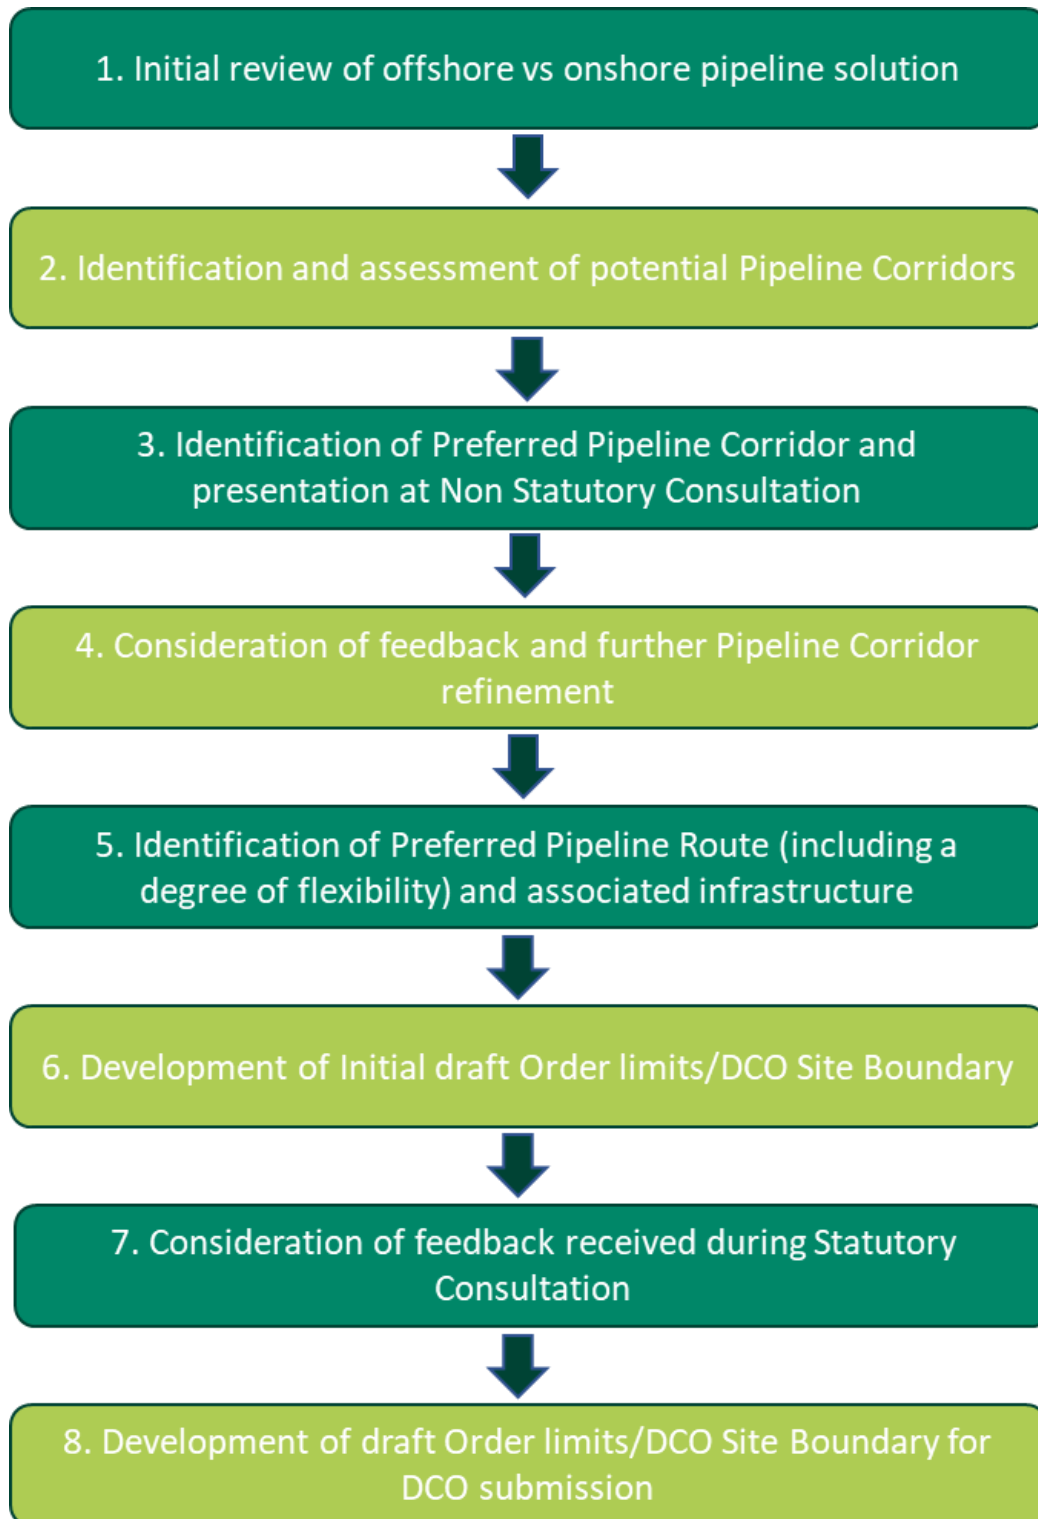 1. Initial review of offshore vs onshore pipeline solution
2. Identification and assessment of potential Pipeline Corridors
3. Identification of Preferred Pipeline Corridor and
presentation at Non Statutory Consultation
4. Consideration of feedback and further Pipeline Corridor
refinement
5. Identification of Preferred Pipeline Route (including a
degree of flexibility) and associated infrastructure
6. Development of Initial draft Order limits/DCO Site Boundary
7. Consideration of feedback received during Statutory
Consultation
8. Development of draft Order limits/DCO Site Boundary for
DCO submission